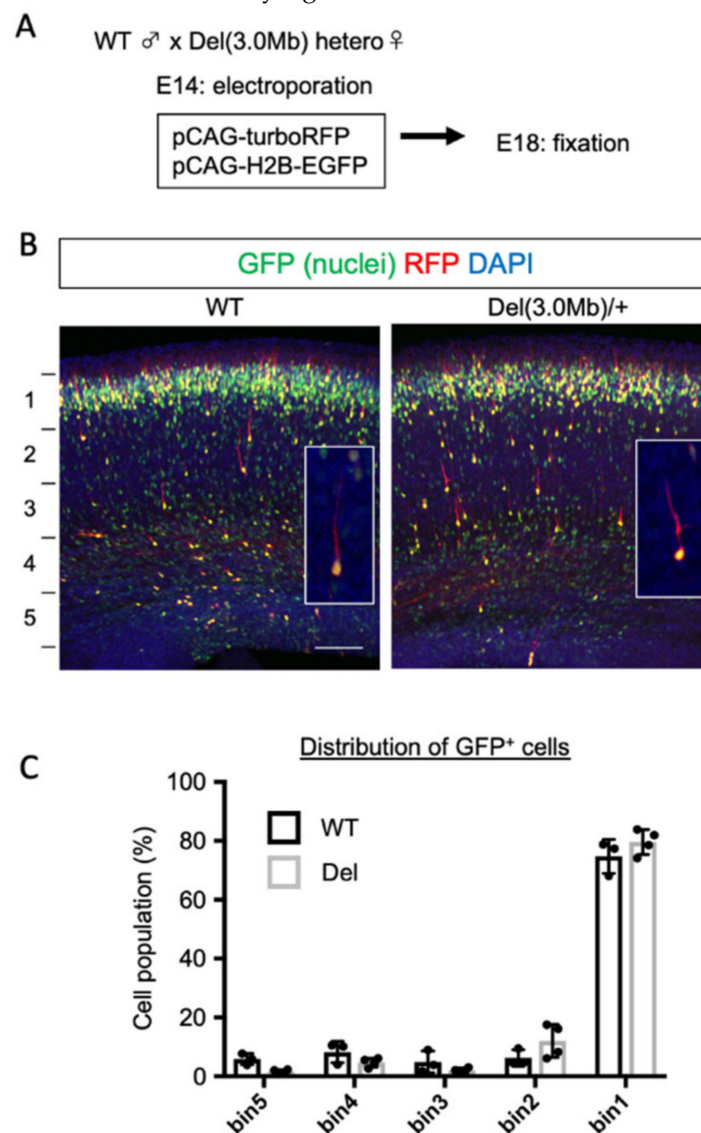 A
WT ♂ x Del(3.0Mb) hetero ♀
E14: electroporation
pCAG-turboRFP
pCAG-H2B-EGFP
E18: fixation
B
GFP (nuclei) RFP DAPI
WT
Del(3.0Mb)/+
1
2
3
4
5
C
Distribution of GFP⁺ cells
Cell population (%)
100
80
60
40
20
0
WT
Del
bin5
bin4
bin3
bin2
bin1